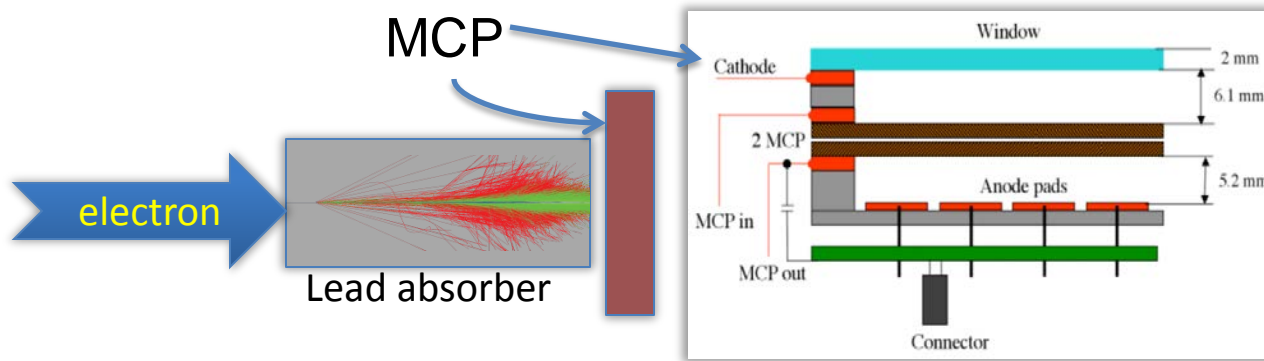 MCP
electron
Lead absorber
Window
Cathode
2 mm
6.1 mm
2 MCP
Anode pads
5.2 mm
MCP in
MCP out
Connector